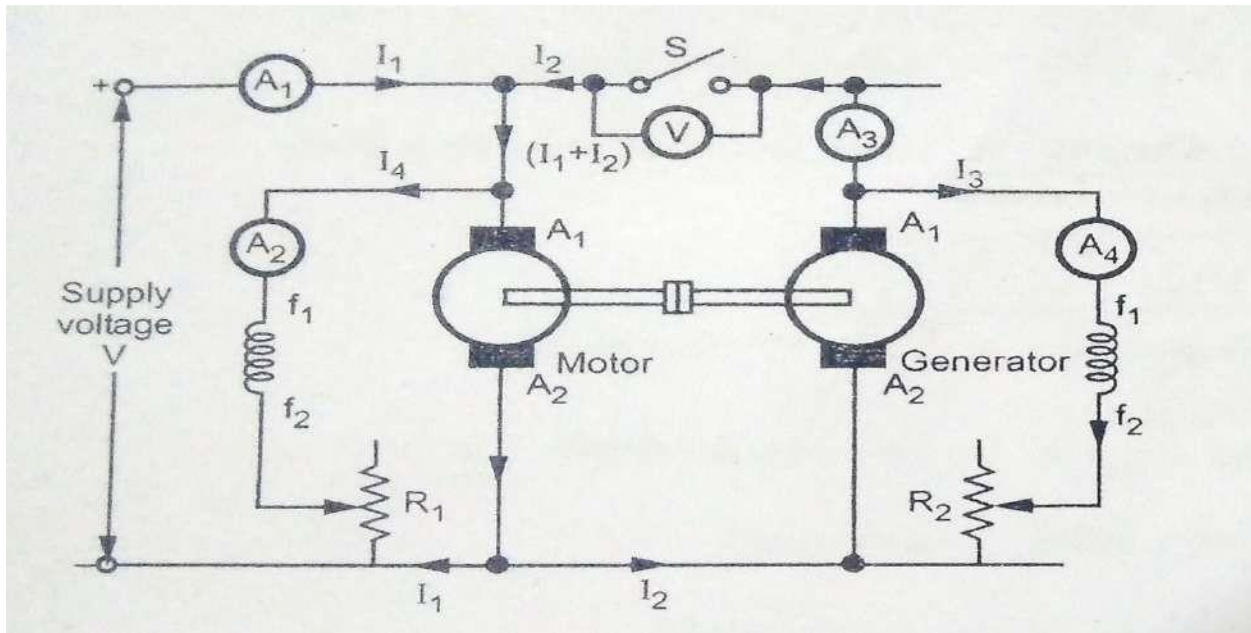 +
A1
I1
I2
S
V
A3
(I1+I2)
I4
I3
A2
A1
A1
A4
Supply
voltage
V
f1
f2
Motor
A2
Generator
A2
f1
f2
R1
R2
I1
I2